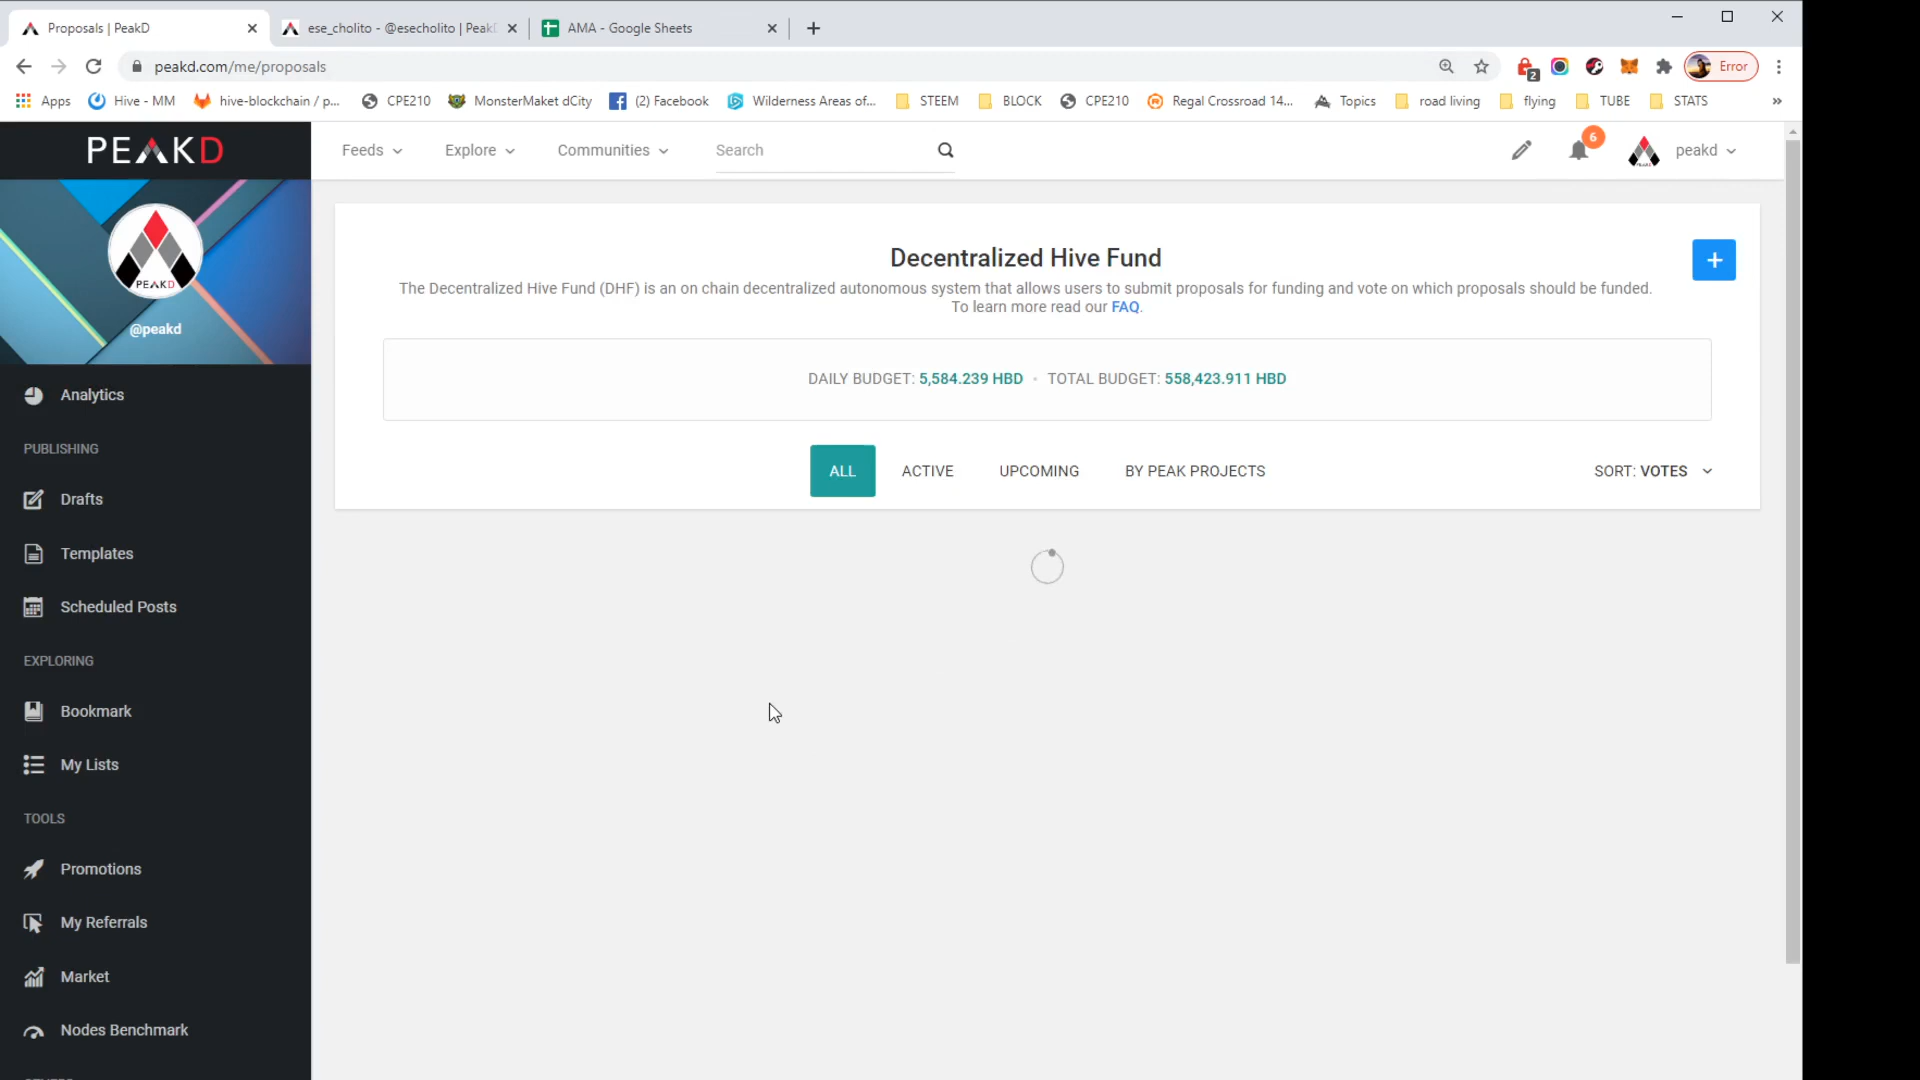 Proposals | PeakD
ese_cholito - @esecholito | Peak
AMA - Google Sheets
peakd.com/me/proposals
2
Error
Apps
Hive - MM
hive-blockchain / p...
CPE210
MonsterMaket dCity
(2) Facebook
Wilderness Areas of...
STEEM
BLOCK
CPE210
Regal Crossroad 14...
Topics
road living
flying
TUBE
STATS
»
PEAKD
Feeds
Explore
Communities
Search
6
peakd
PEAKD
@peakd
Analytics
PUBLISHING
Drafts
Templates
Scheduled Posts
EXPLORING
Bookmark
My Lists
TOOLS
Promotions
My Referrals
Market
Nodes Benchmark
Decentralized Hive Fund
The Decentralized Hive Fund (DHF) is an on chain decentralized autonomous system that allows users to submit proposals for funding and vote on which proposals should be funded.
To learn more read our FAQ.
DAILY BUDGET: 5,584.239 HBD • TOTAL BUDGET: 558,423.911 HBD
ALL
ACTIVE
UPCOMING
BY PEAK PROJECTS
SORT: VOTES